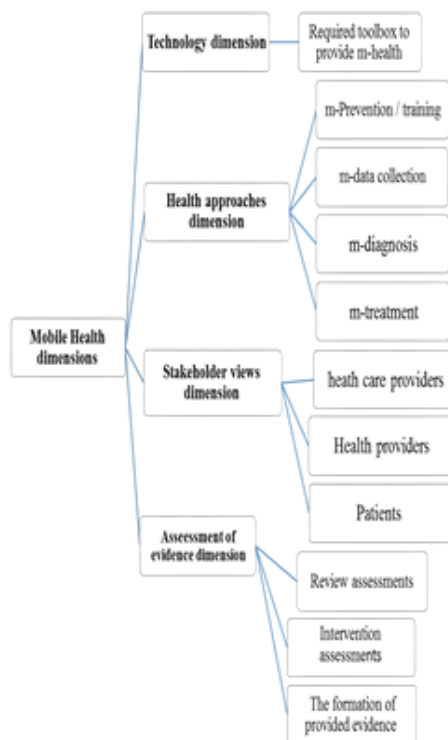 Technology dimension
Required toolbox to
provide m-health
m-Prevention / training
m-data collection
Health approaches
dimension
m-diagnosis
m-treatment
Mobile Health
dimensions
Stakeholder views
dimension
heath care providers
Health providers
Patients
Asseessment of
evidence dimension
Review assessments
Intervention
assessments
The formation of
provided evidence